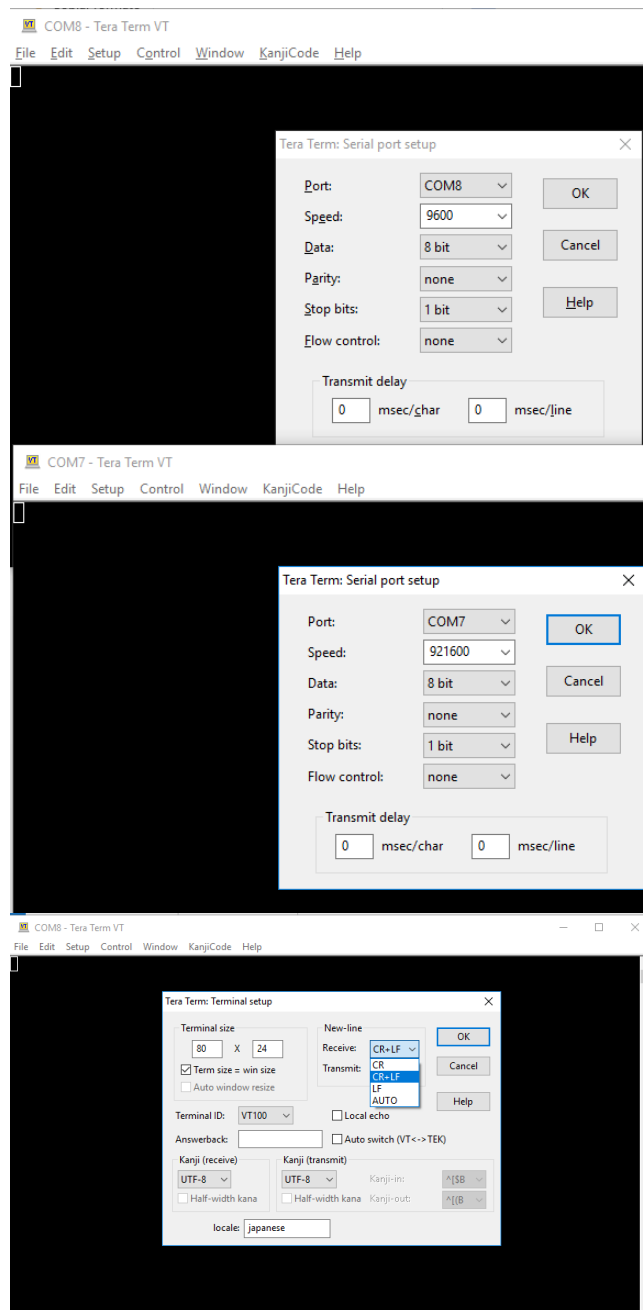 COM8 - Tera Term VT
File Edit Setup Control Window KanjiCode Help
Tera Term: Serial port setup
Port: COM8 OK
Speed: 9600
Data: 8 bit Cancel
Parity: none
Stop bits: 1 bit Help
Flow control: none
Transmit delay
0 msec/char 0 msec/line
COM7 - Tera Term VT
File Edit Setup Control Window KanjiCode Help
Tera Term: Serial port setup
Port: COM7 OK
Speed: 921600
Data: 8 bit Cancel
Parity: none
Stop bits: 1 bit Help
Flow control: none
Transmit delay
0 msec/char 0 msec/line
COM8 - Tera Term VT
File Edit Setup Control Window KanjiCode Help
Tera Term: Terminal setup
Terminal size New-line
80 X 24 Receive: CR+LF OK
Term size = win size Transmit: CR Cancel
CR+LF
Auto window resize LF
AUTO Help
Terminal ID: VT100 Local echo
Answerback: Auto switch (VT<->TEK)
Kanji (receive) Kanji (transmit)
UTF-8 UTF-8 Kanji-in: ^[$B
Half-width kana Half-width kana Kanji-out: ^[(B
locale: japanese